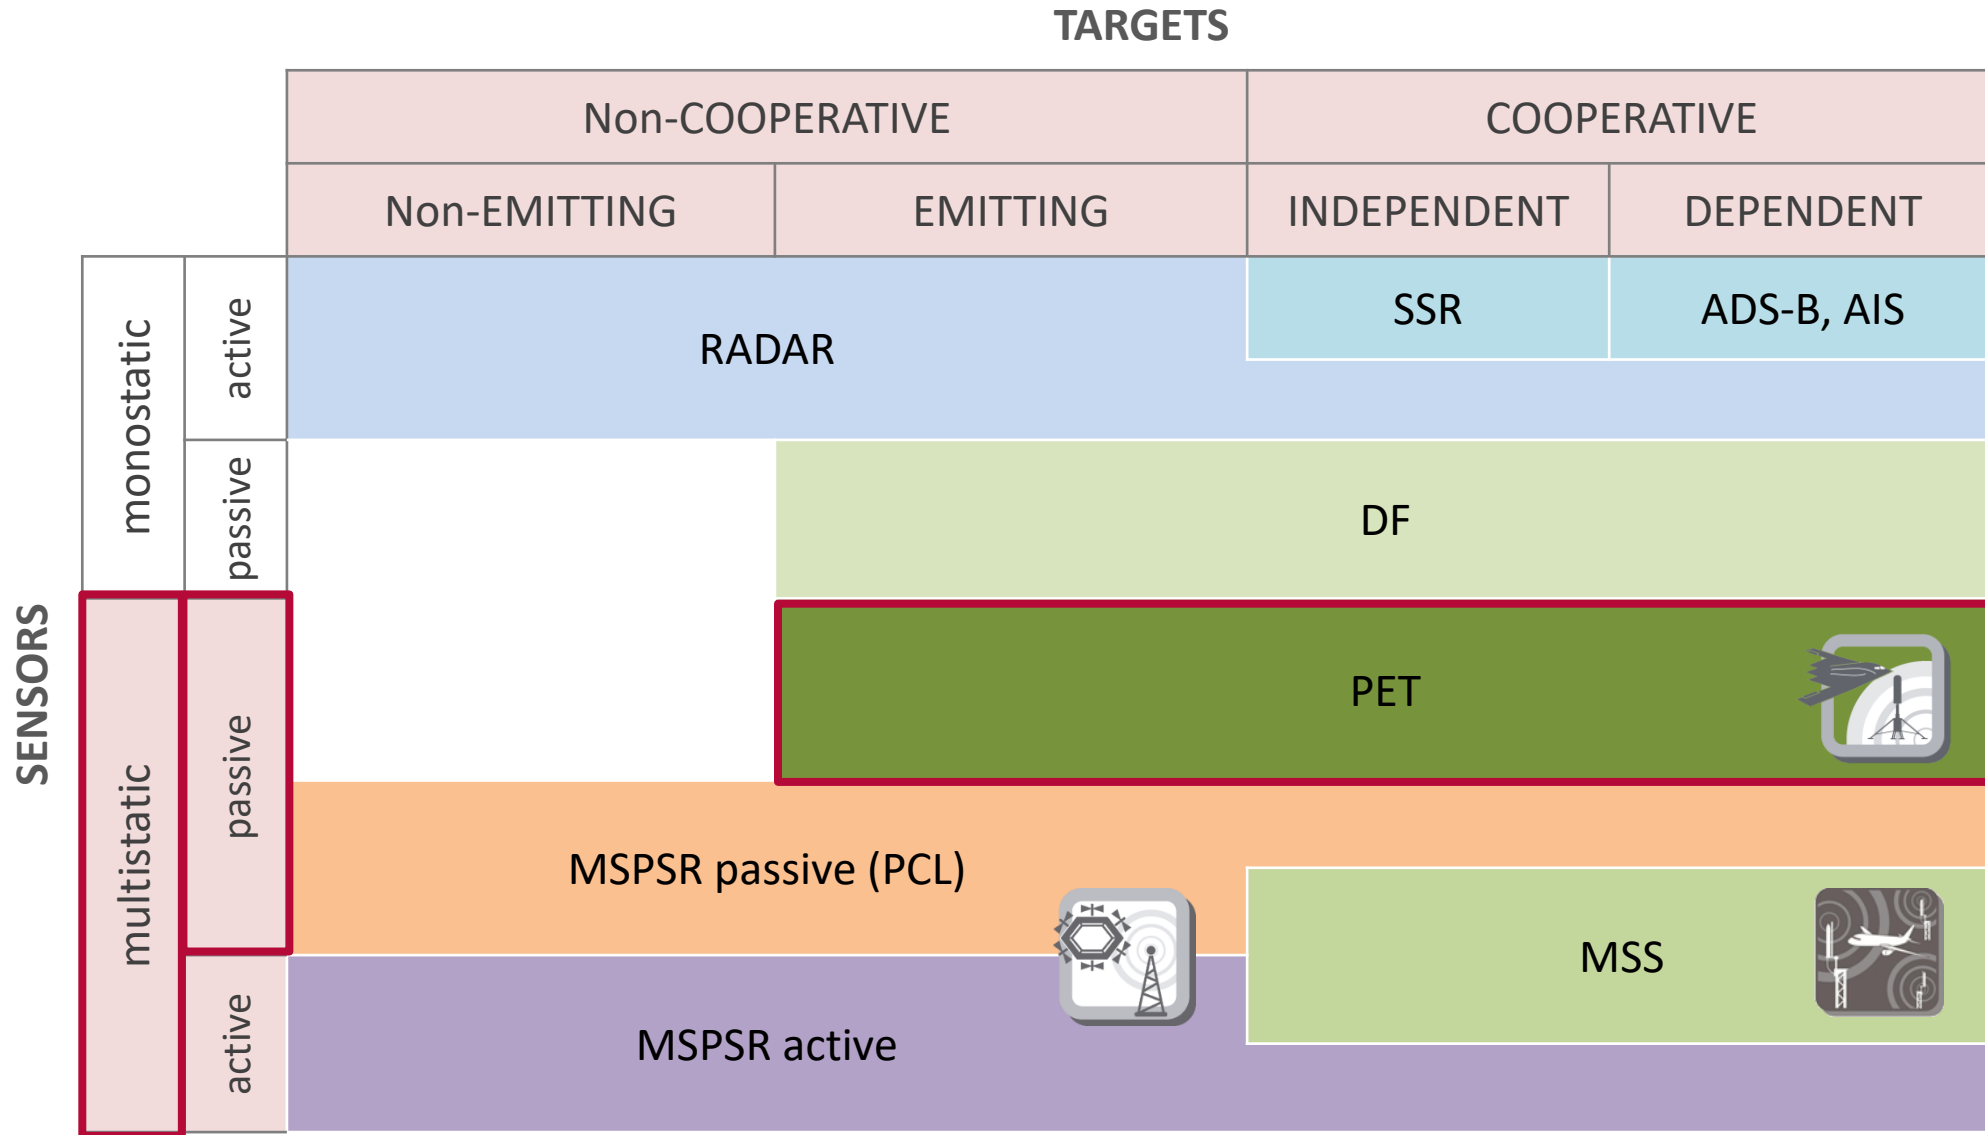 TARGETS
Non-COOPERATIVE
COOPERATIVE
Non-EMITTING
EMITTING
INDEPENDENT
DEPENDENT
SENSORS
monostatic
active
RADAR
SSR
ADS-B, AIS
passive
DF
multistatic
passive
PET
MSPSR passive (PCL)
MSS
active
MSPSR active